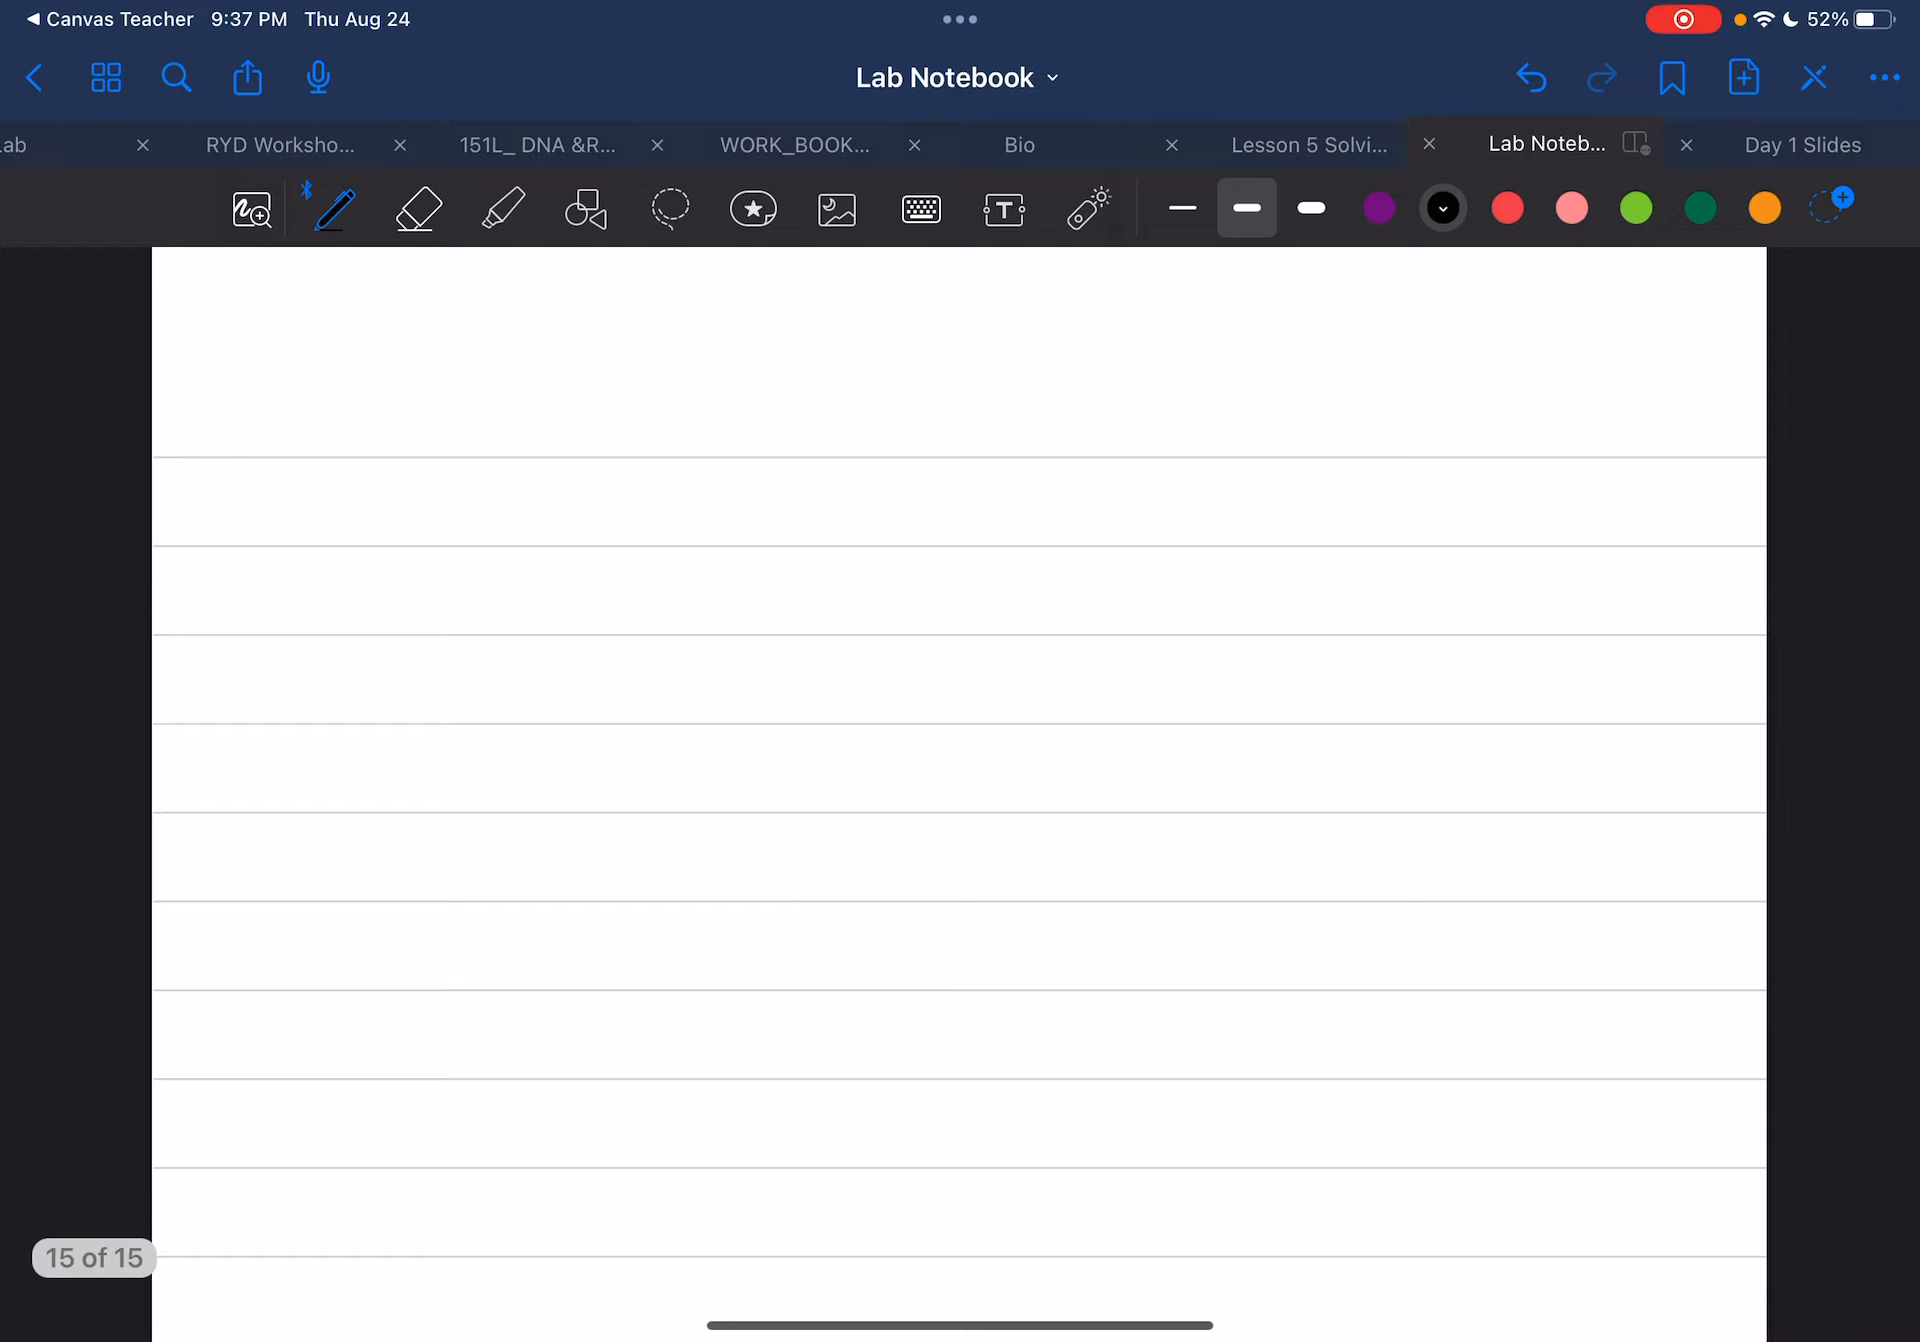 ◀ Canvas Teacher 9:37 PM Thu Aug 24
52%
Lab Notebook
ab
RYD Worksho...
151L_ DNA &R...
WORK_BOOK...
Bio
Lesson 5 Solvi...
Lab Noteb...
Day 1 Slides
T
15 of 15